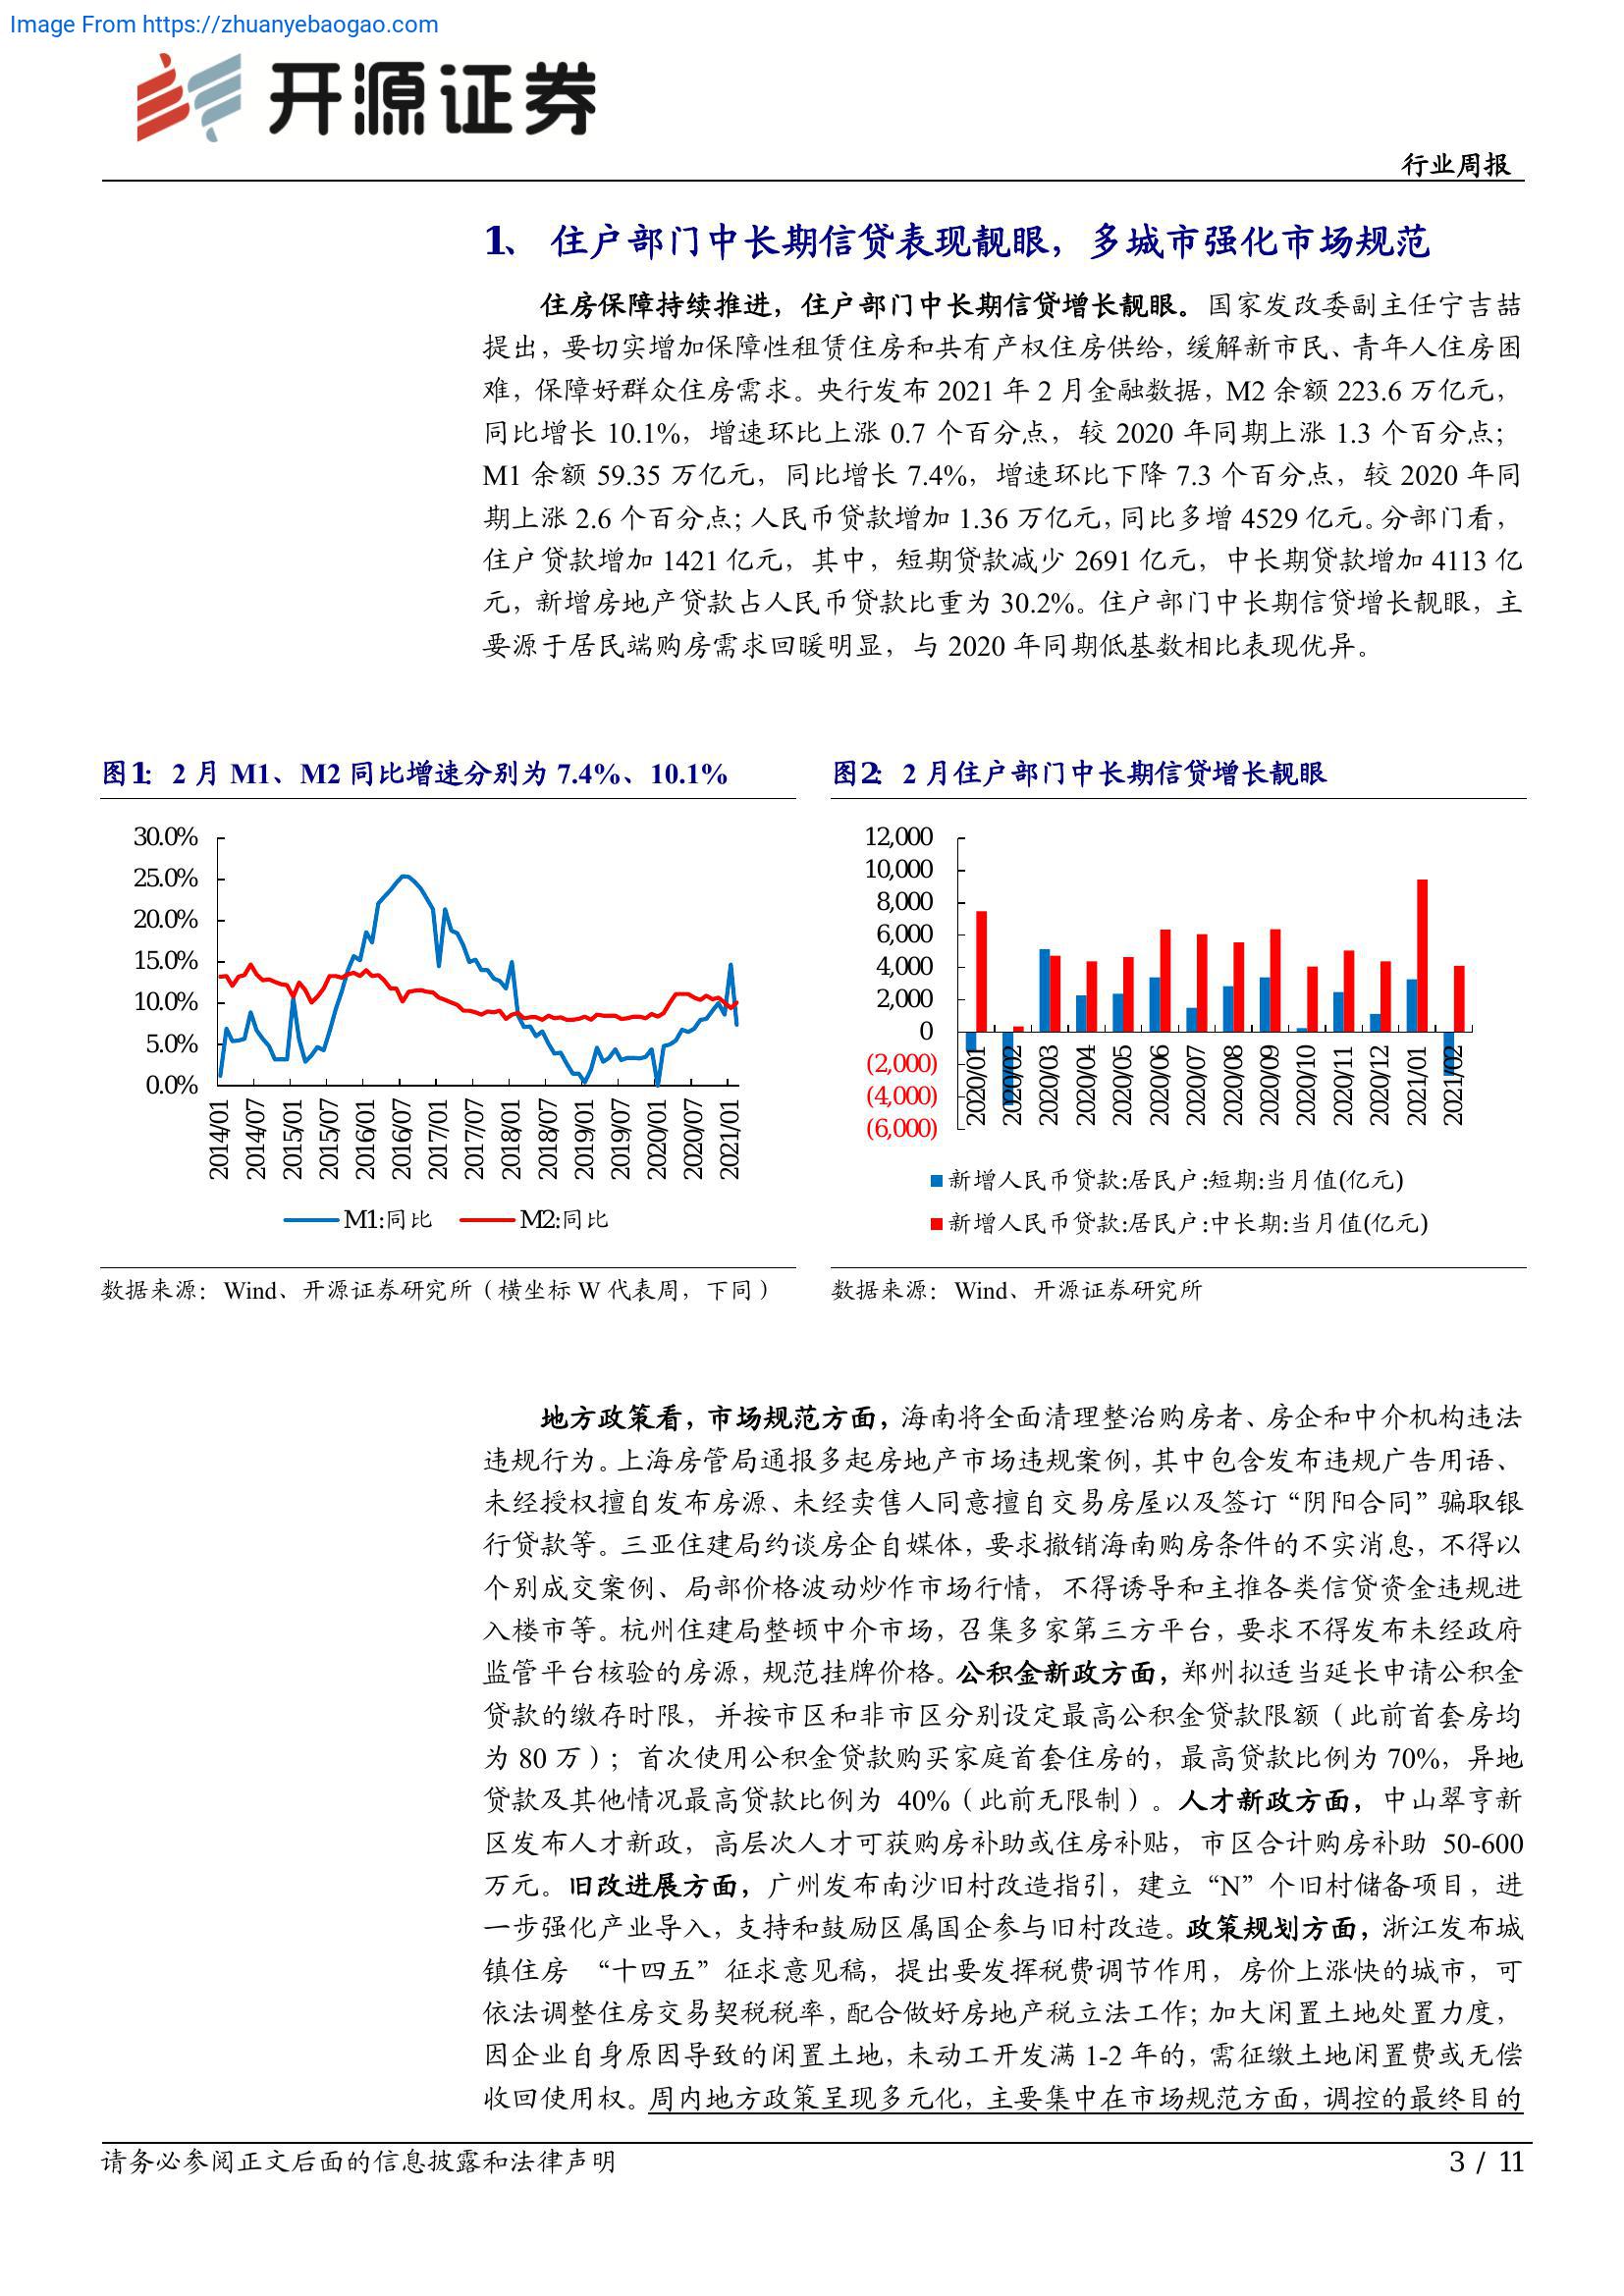 Image From https://zhuanyebaogao.com
开源证券
行业周报
1、 住户部门中长期信贷表现靓眼，多城市强化市场规范
住房保障持续推进，住户部门中长期信贷增长靓眼。国家发改委副主任宁吉喆
提出，要切实增加保障性租赁住房和共有产权住房供给，缓解新市民、青年人住房困
难，保障好群众住房需求。央行发布 2021 年 2 月金融数据，M2 余额 223.6 万亿元，
同比增长 10.1%，增速环比上涨 0.7 个百分点，较 2020 年同期上涨 1.3 个百分点；
M1 余额 59.35 万亿元，同比增长 7.4%，增速环比下降 7.3 个百分点，较 2020 年同
期上涨 2.6 个百分点；人民币贷款增加 1.36 万亿元，同比多增 4529 亿元。分部门看，
住户贷款增加 1421 亿元，其中，短期贷款减少 2691 亿元，中长期贷款增加 4113 亿
元，新增房地产贷款占人民币贷款比重为 30.2%。住户部门中长期信贷增长靓眼，主
要源于居民端购房需求回暖明显，与 2020 年同期低基数相比表现优异。
图1：2 月 M1、M2 同比增速分别为 7.4%、10.1%
30.0%
25.0%
20.0%
15.0%
10.0%
5.0%
0.0%
2014/01
2014/07
2015/01
2015/07
2016/01
2016/07
2017/01
2017/07
2018/01
2018/07
2019/01
2019/07
2020/01
2020/07
2021/01
M1:同比 M2:同比
数据来源：Wind、开源证券研究所（横坐标 W 代表周，下同）
图2：2 月住户部门中长期信贷增长靓眼
12,000
10,000
8,000
6,000
4,000
2,000
0
(2,000)
(4,000)
(6,000)
2020/01
2020/02
2020/03
2020/04
2020/05
2020/06
2020/07
2020/08
2020/09
2020/10
2020/11
2020/12
2021/01
2021/02
新增人民币贷款:居民户:短期:当月值(亿元)
新增人民币贷款:居民户:中长期:当月值(亿元)
数据来源：Wind、开源证券研究所
地方政策看，市场规范方面，海南将全面清理整治购房者、房企和中介机构违法
违规行为。上海房管局通报多起房地产市场违规案例，其中包含发布违规广告用语、
未经授权擅自发布房源、未经卖售人同意擅自交易房屋以及签订“阴阳合同”骗取银
行贷款等。三亚住建局约谈房企自媒体，要求撤销海南购房条件的不实消息，不得以
个别成交案例、局部价格波动炒作市场行情，不得诱导和主推各类信贷资金违规进
入楼市等。杭州住建局整顿中介市场，召集多家第三方平台，要求不得发布未经政府
监管平台核验的房源，规范挂牌价格。公积金新政方面，郑州拟适当延长申请公积金
贷款的缴存时限，并按市区和非市区分别设定最高公积金贷款限额（此前首套房均
为 80 万）；首次使用公积金贷款购买家庭首套住房的，最高贷款比例为 70%，异地
贷款及其他情况最高贷款比例为 40%（此前无限制）。人才新政方面，中山翠亨新
区发布人才新政，高层次人才可获购房补助或住房补贴，市区合计购房补助 50-600
万元。旧改进展方面，广州发布南沙旧村改造指引，建立“N”个旧村储备项目，进
一步强化产业导入，支持和鼓励区属国企参与旧村改造。政策规划方面，浙江发布城
镇住房 “十四五”征求意见稿，提出要发挥税费调节作用，房价上涨快的城市，可
依法调整住房交易契税税率，配合做好房地产税立法工作；加大闲置土地处置力度，
因企业自身原因导致的闲置土地，未动工开发满 1-2 年的，需征缴土地闲置费或无偿
收回使用权。周内地方政策呈现多元化，主要集中在市场规范方面，调控的最终目的
请务必参阅正文后面的信息披露和法律声明
3 / 11